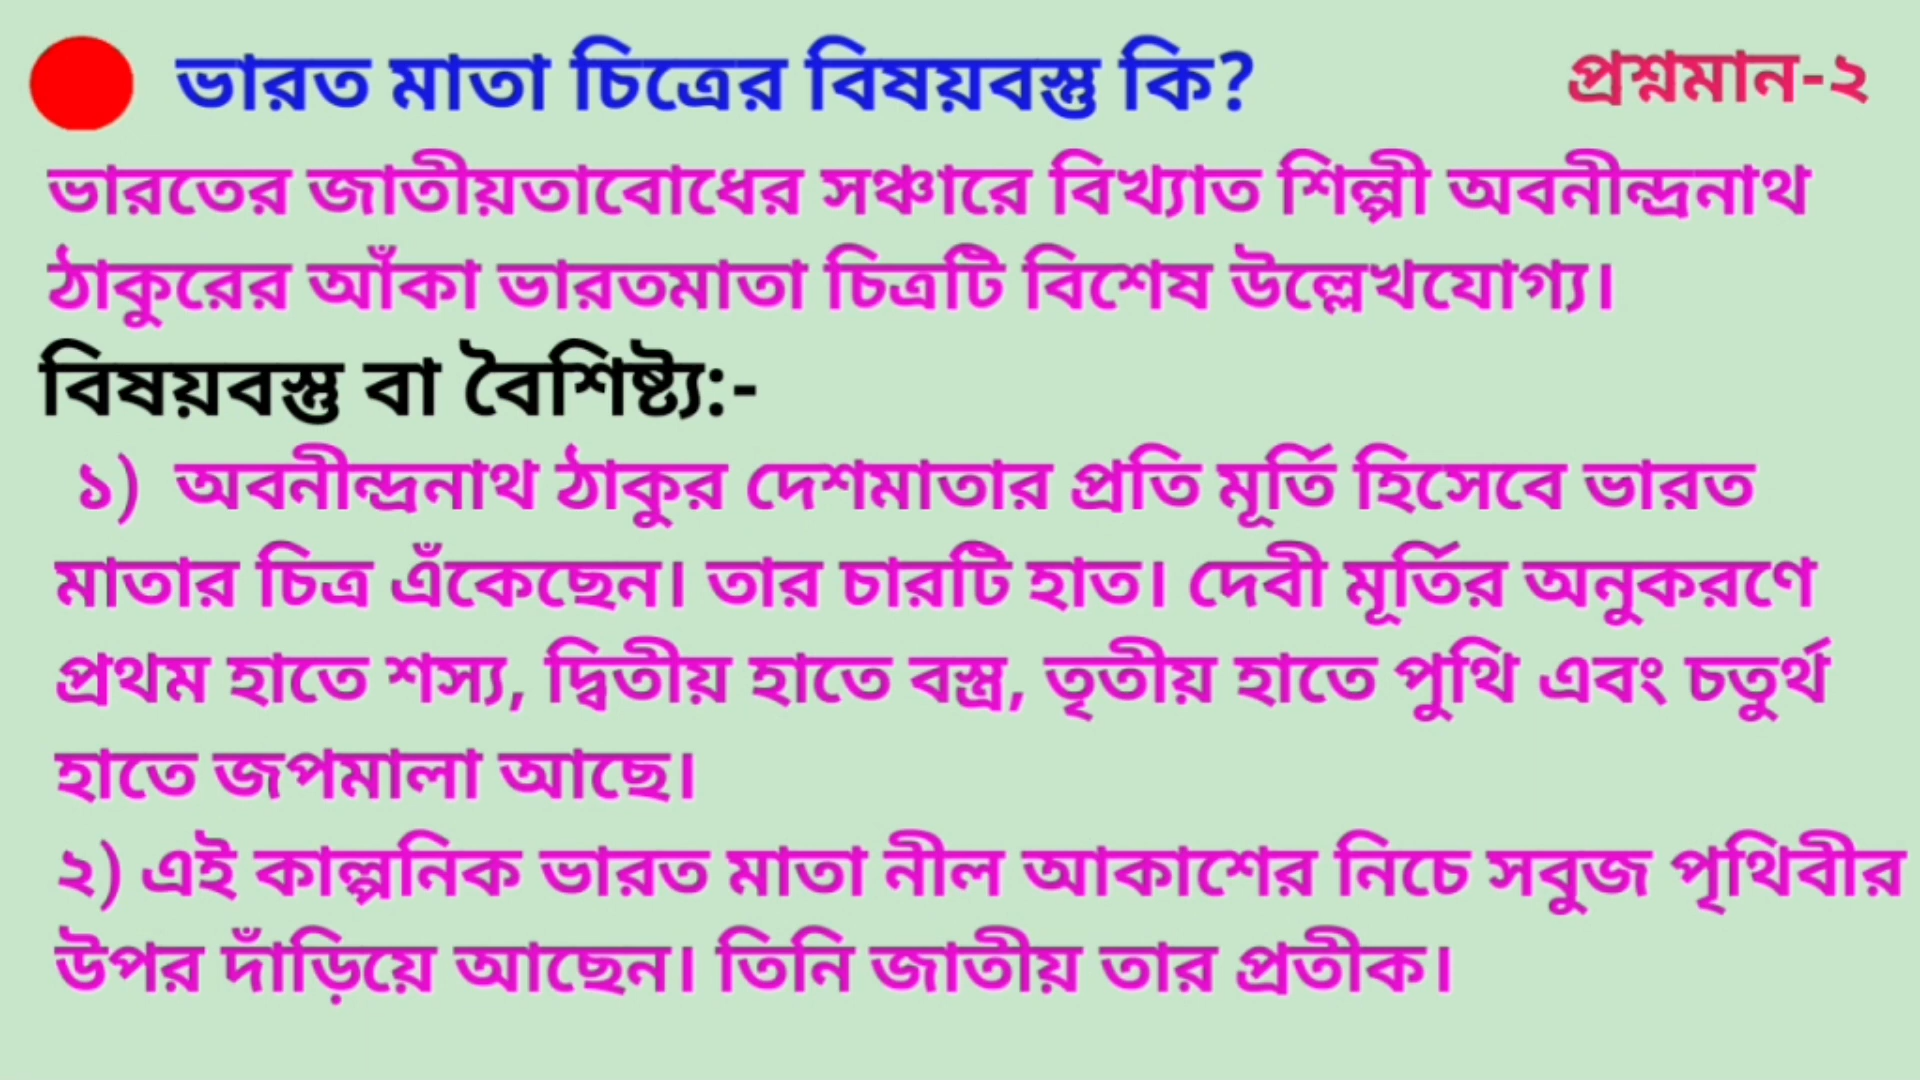 ভারত মাতা চিত্রের বিষয়বস্তু কি? প্রশ্নমান-২
ভারতের জাতীয়তাবোধের সঞ্চারে বিখ্যাত শিল্পী অবনীন্দ্রনাথ
ঠাকুরের আঁকা ভারতমাতা চিত্রটি বিশেষ উল্লেখযোগ্য।
বিষয়বস্তু বা বৈশিষ্ট্য:-
১) অবনীন্দ্রনাথ ঠাকুর দেশমাতার প্রতি মূর্তি হিসেবে ভারত
মাতার চিত্র এঁকেছেন। তার চারটি হাত। দেবী মূর্তির অনুকরণে
প্রথম হাতে শস্য, দ্বিতীয় হাতে বস্ত্র, তৃতীয় হাতে পুথি এবং চতুর্থ
হাতে জপমালা আছে।
২) এই কাল্পনিক ভারত মাতা নীল আকাশের নিচে সবুজ পৃথিবীর
উপর দাঁড়িয়ে আছেন। তিনি জাতীয় তার প্রতীক।